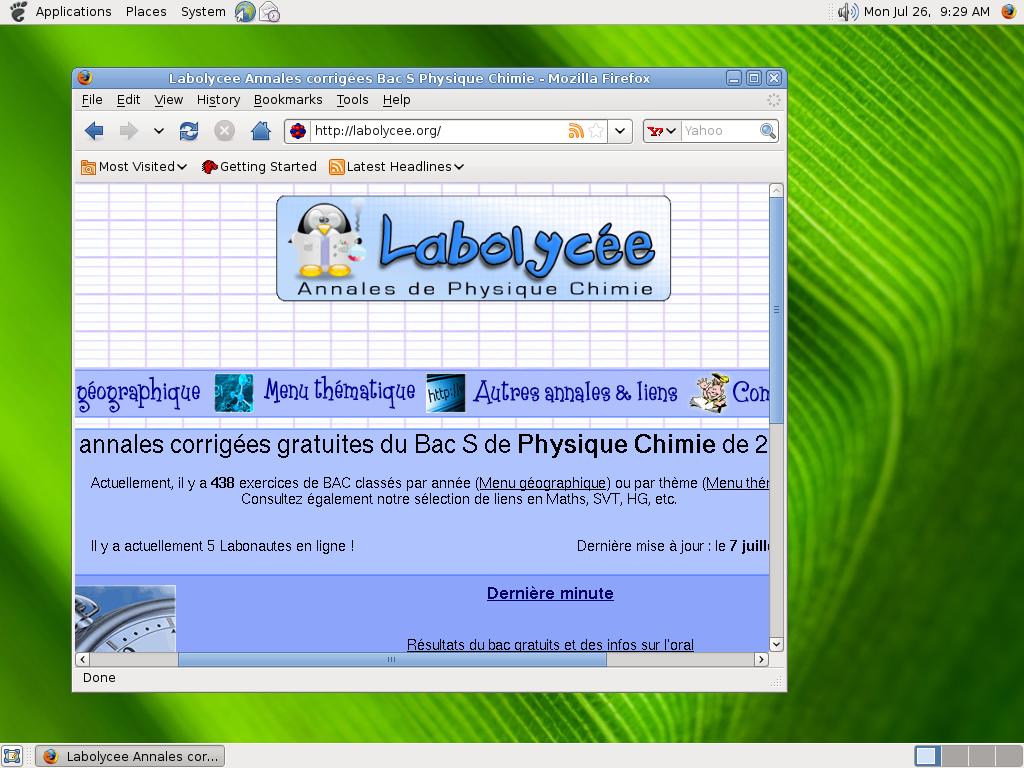 Applications Places System Mon Jul 26, 9:29 AM
Labolycee Annales corrigées Bac S Physique Chimie - Mozilla Firefox
File Edit View History Bookmarks Tools Help
http://labolycee.org/ Yahoo
Most Visited Getting Started Latest Headlines
Labolycée
Annales de Physique Chimie
géographique Menu thématique http:// Autres annales & liens Con
annales corrigées gratuites du Bac S de Physique Chimie de 2
Actuellement, il y a 438 exercices de BAC classés par année (Menu géographique) ou par thème (Menu thér
Consultez également notre sélection de liens en Maths, SVT, HG, etc.
Il y a actuellement 5 Labonautes en ligne ! Dernière mise à jour : le 7 juille
Dernière minute
Résultats du bac gratuits et des infos sur l'oral
Done
Labolycee Annales cor...